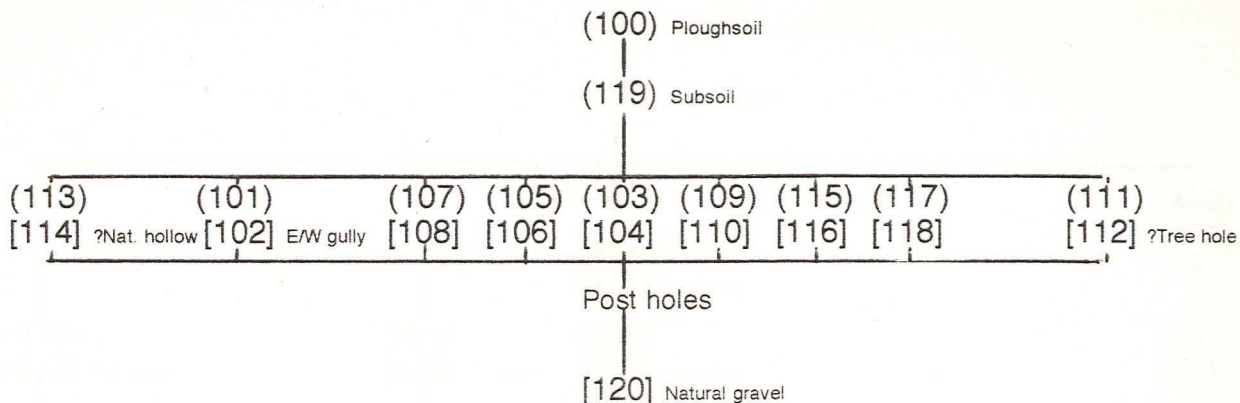 (100) Ploughsoil
(119) Subsoil
(113) (101) (107) (105) (103) (109) (115) (117) (111)
[114] ?Nat. hollow [102] E/W gully [108] [106] [104] [110] [116] [118] [112] ?Tree hole
Post holes
[120] Natural gravel